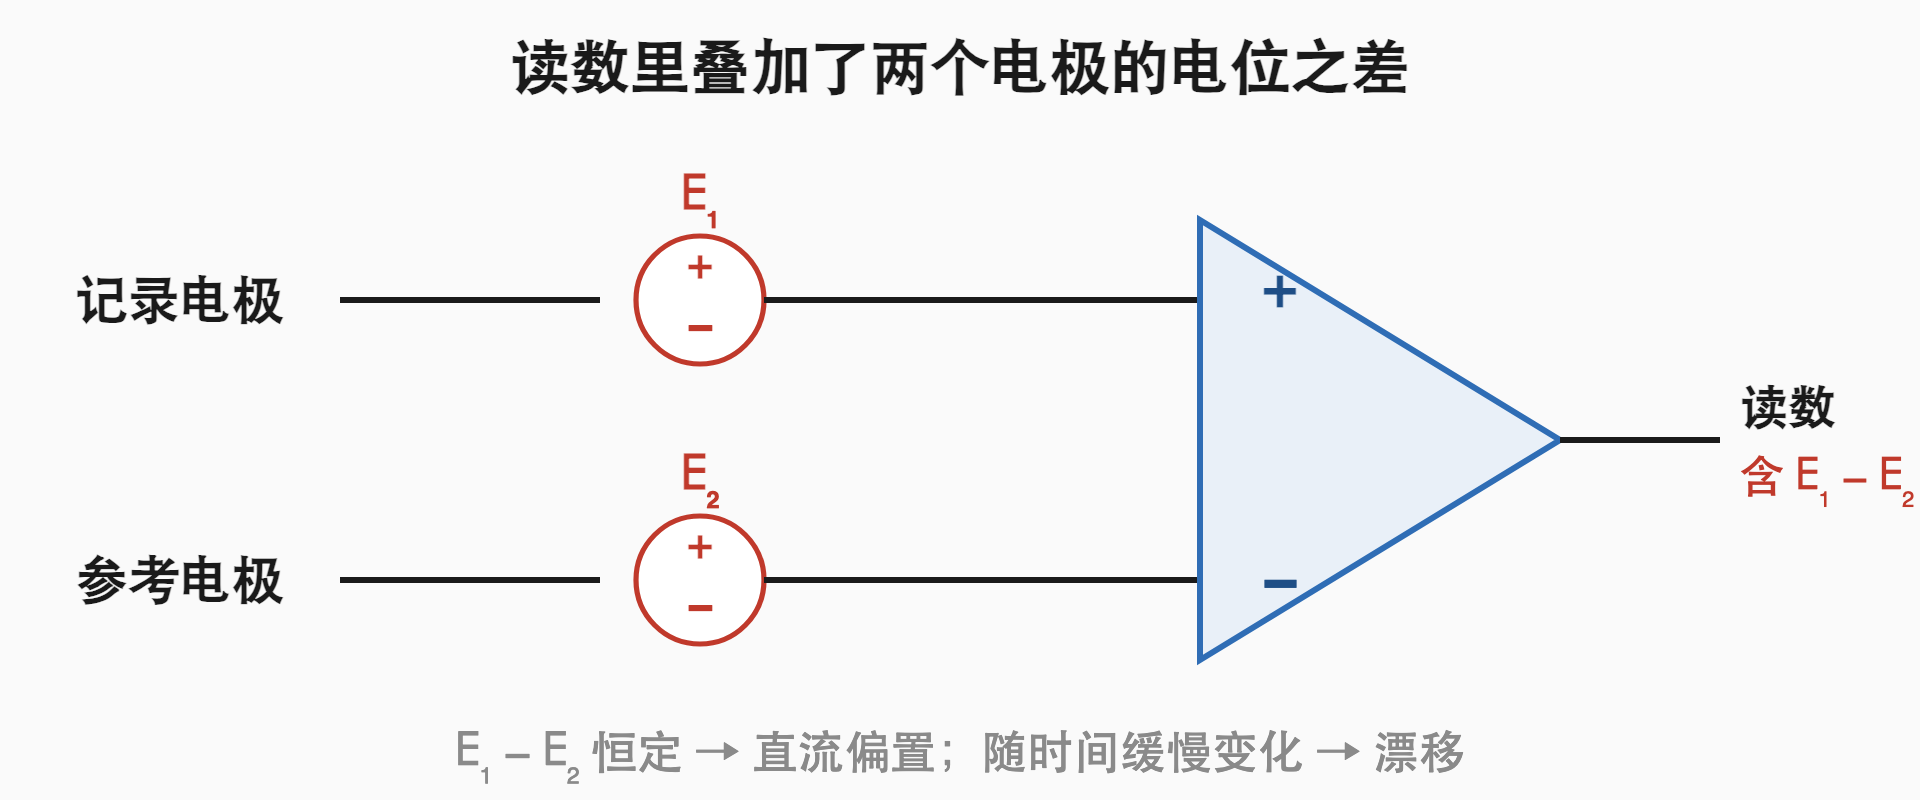 读数里叠加了两个电极的电位之差
E₁
+
−
记录电极
+
E₂
+
−
参考电极
−
读数
含 E₁ − E₂
E₁ − E₂ 恒定 → 直流偏置；随时间缓慢变化 → 漂移